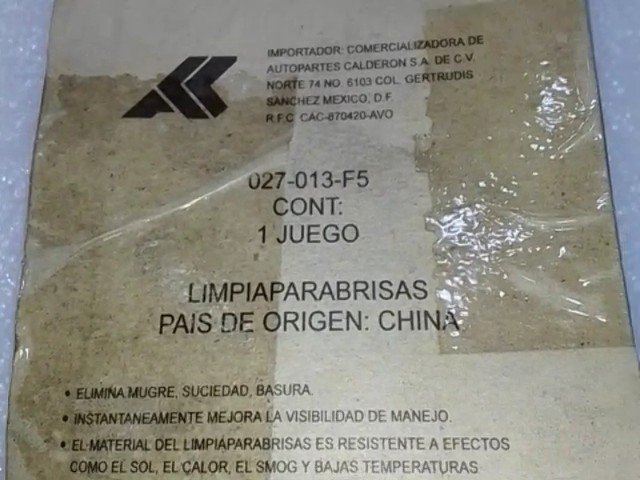 IMPORTADOR: COMERCIALIZADORA DE
AUTOPARTES CALDERON S.A. DE C.V.
NORTE 74 NO. 6103 COL. GERTRUDIS
SANCHEZ MEXICO, D.F.
R.F.C. CAC-870420-AVO
027-013-F5
CONT:
1 JUEGO
LIMPIAPARABRISAS
PAIS DE ORIGEN: CHINA
• ELIMINA MUGRE, SUCIEDAD, BASURA.
• INSTANTANEAMENTE MEJORA LA VISIBILIDAD DE MANEJO.
• EL MATERIAL DEL LIMPIAPARABRISAS ES RESISTENTE A EFECTOS
COMO EL SOL, EL CALOR, EL SMOG Y BAJAS TEMPERATURAS